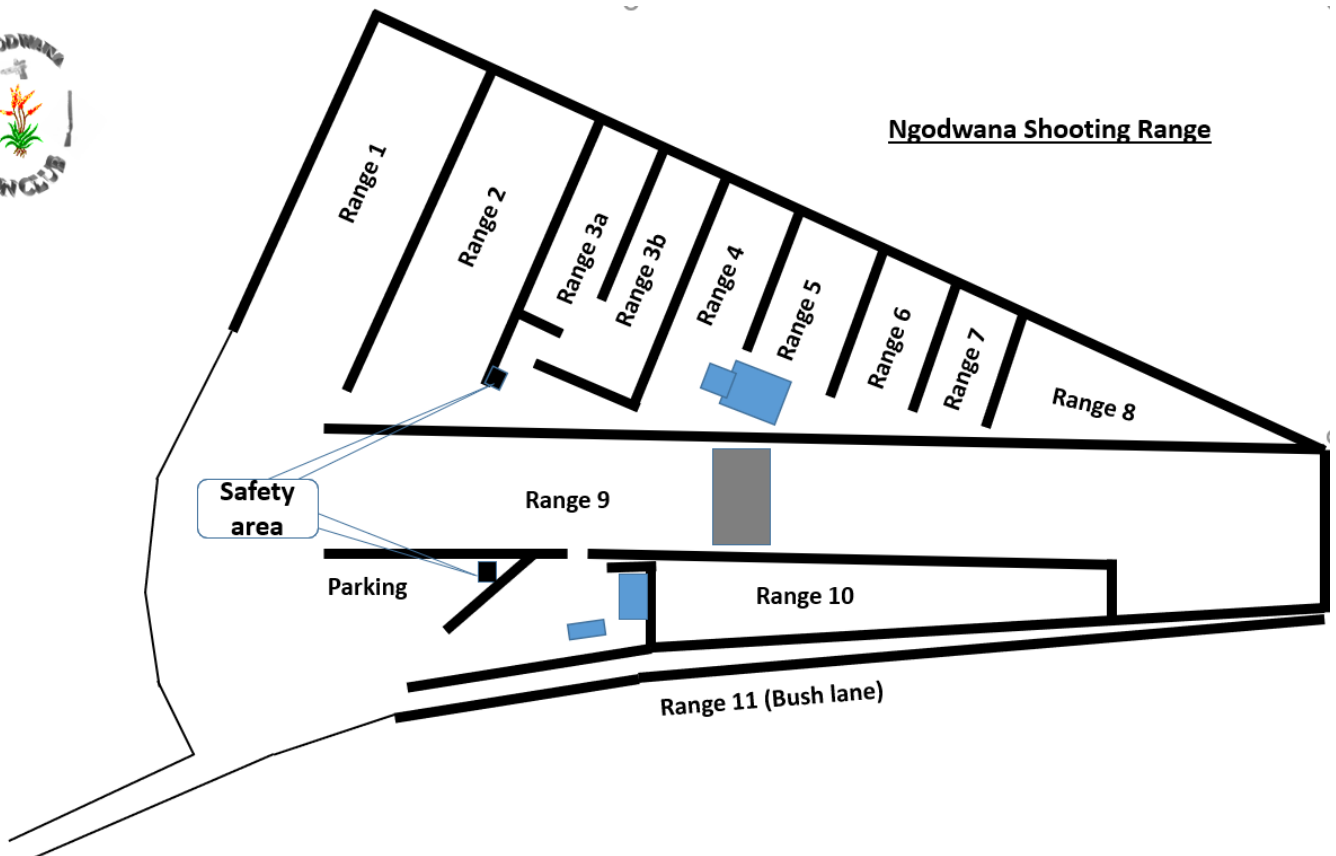 Ngodwana Shooting Range
Range 1
Range 2
Range 3a
Range 3b
Range 4
Range 5
Range 6
Range 7
Range 8
Safety
area
Range 9
Parking
Range 10
Range 11 (Bush lane)